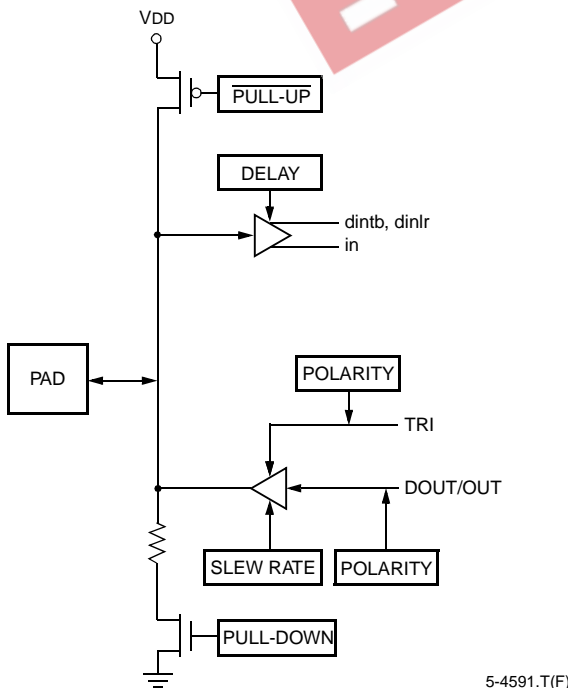 VDD
PULL-UP
DELAY
dintb, dinlr
in
PAD
POLARITY
TRI
DOUT/OUT
SLEW RATE
POLARITY
PULL-DOWN
5-4591.T(F)